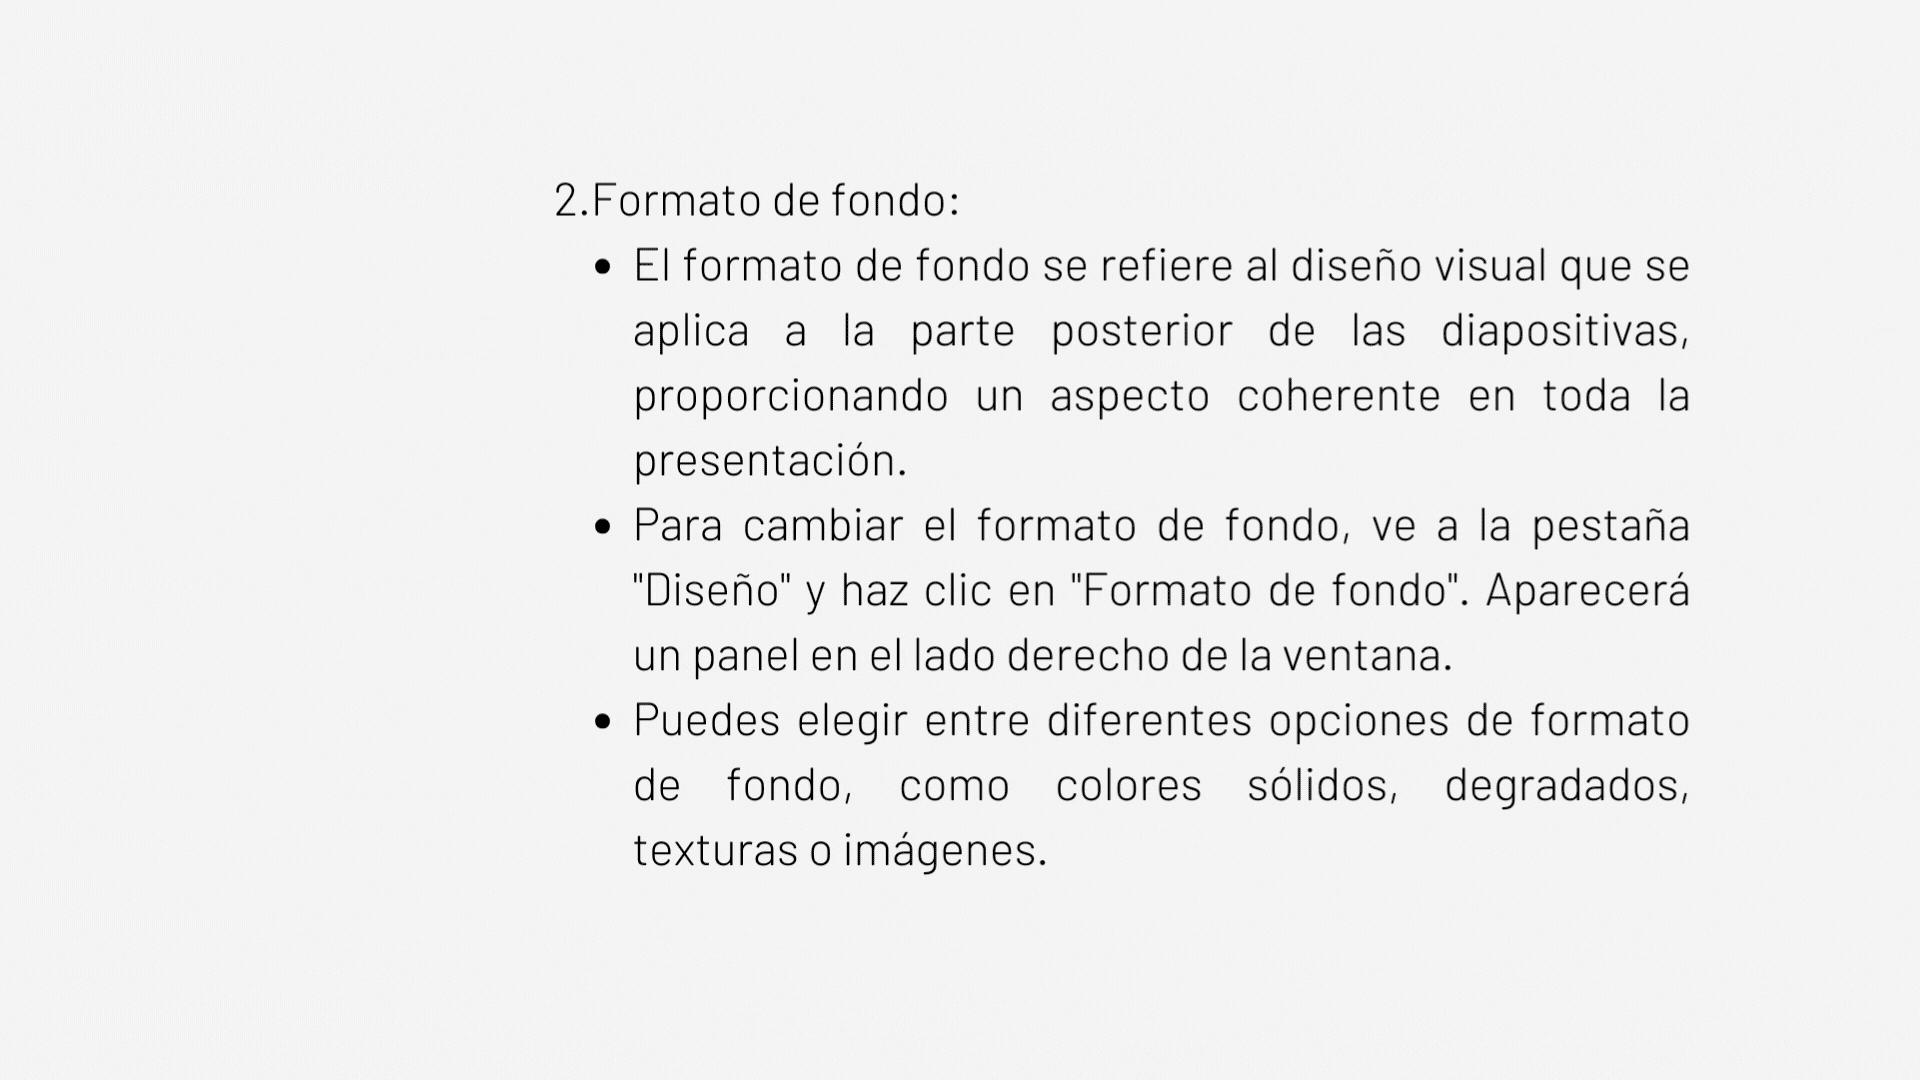 2.Formato de fondo:
• El formato de fondo se refiere al diseño visual que se
aplica a la parte posterior de las diapositivas,
proporcionando un aspecto coherente en toda la
presentación.
• Para cambiar el formato de fondo, ve a la pestaña
"Diseño" y haz clic en "Formato de fondo". Aparecerá
un panel en el lado derecho de la ventana.
• Puedes elegir entre diferentes opciones de formato
de fondo, como colores sólidos, degradados,
texturas o imágenes.